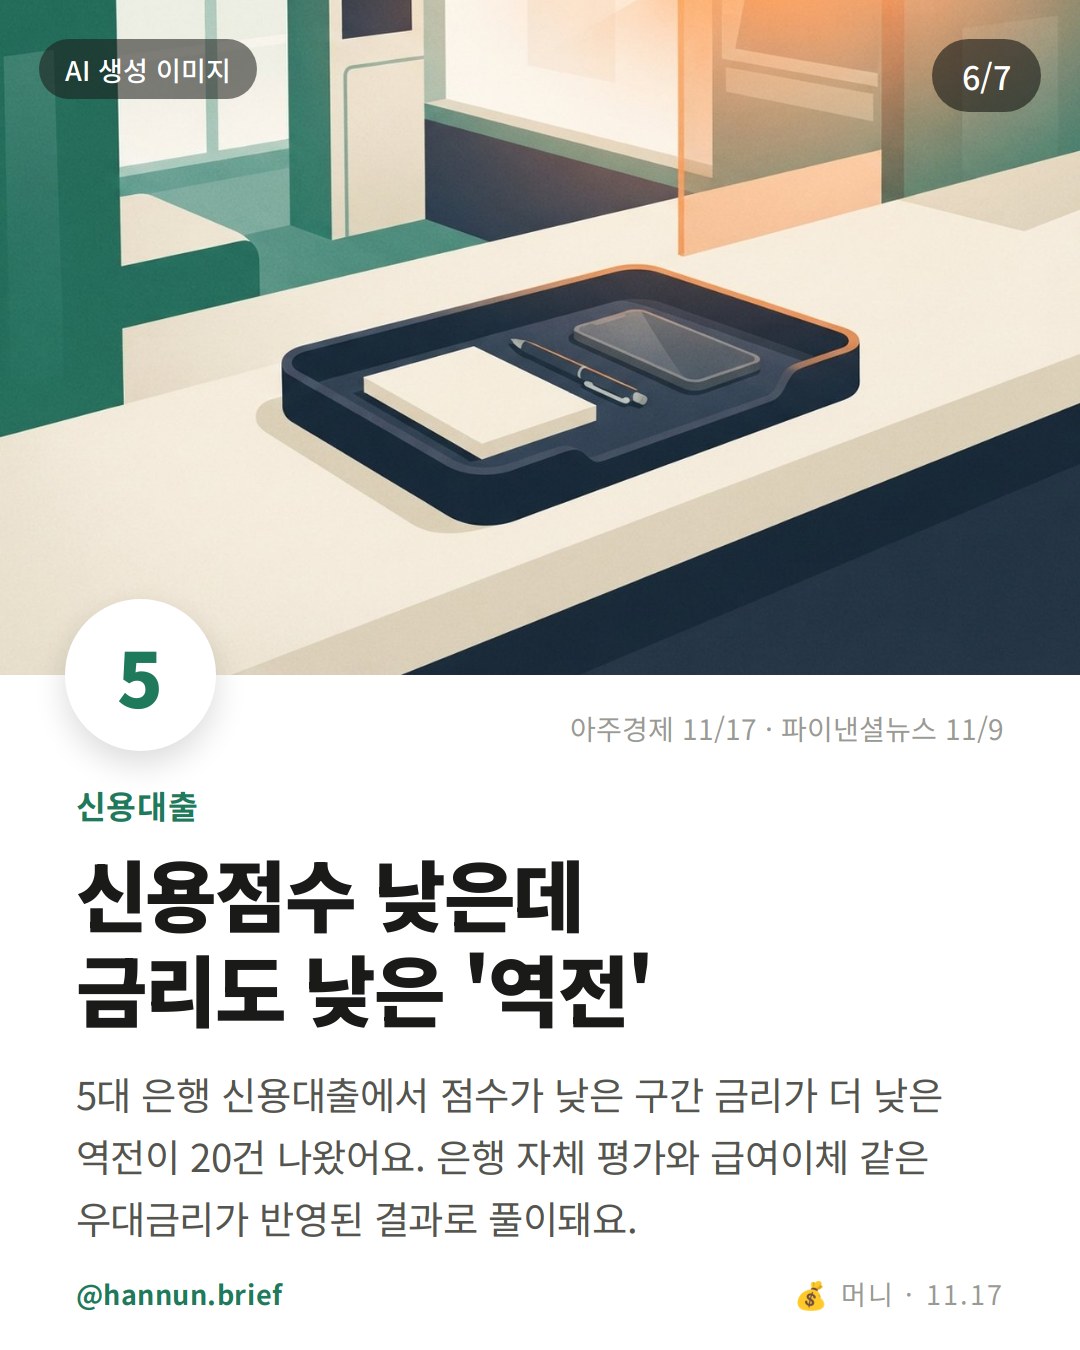 AI 생성 이미지
6/7
5
아주경제 11/17 · 파이낸셜뉴스 11/9
신용대출
신용점수 낮은데
금리도 낮은 '역전'
5대 은행 신용대출에서 점수가 낮은 구간 금리가 더 낮은
역전이 20건 나왔어요. 은행 자체 평가와 급여이체 같은
우대금리가 반영된 결과로 풀이돼요.
@hannun.brief
💰 머니 · 11.17